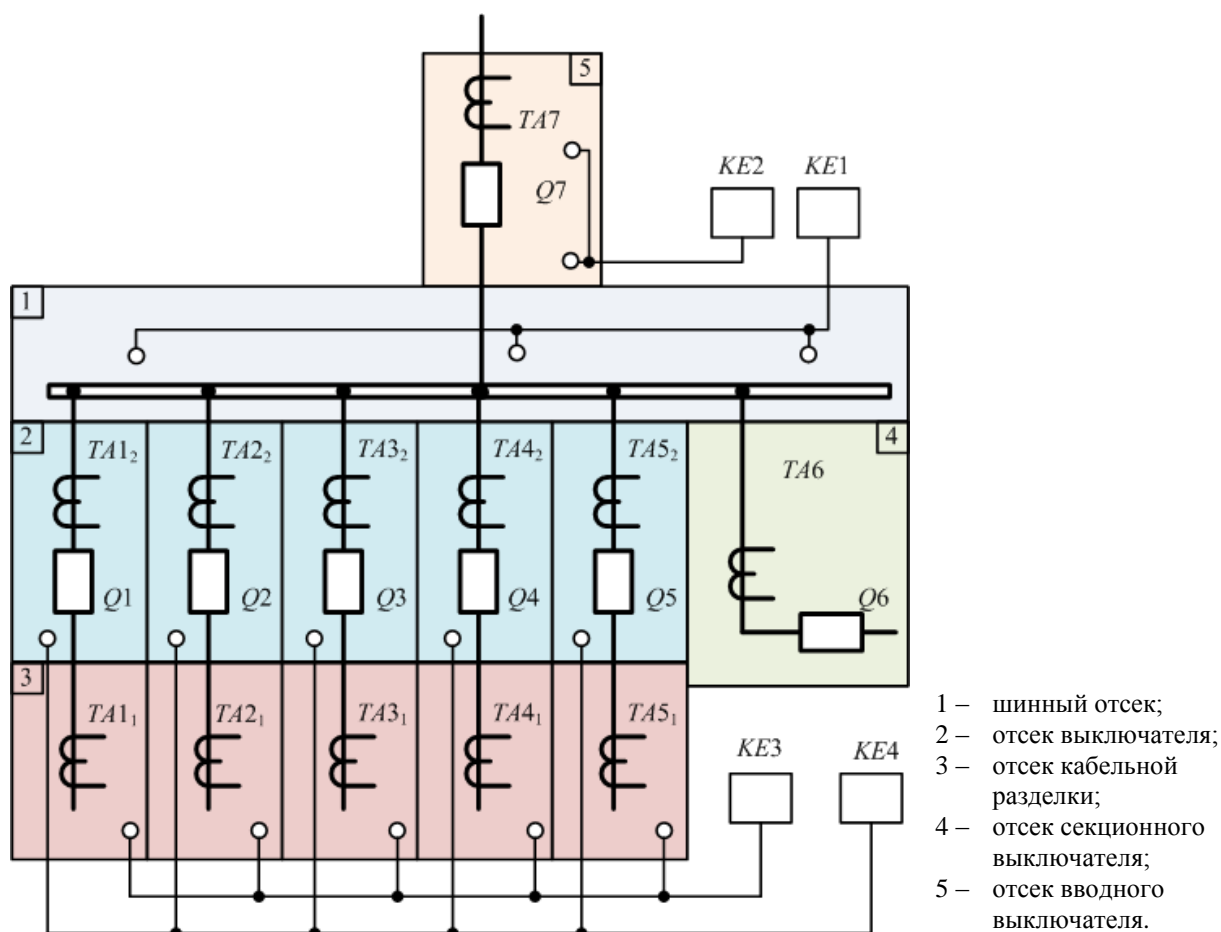 5
TA7
KE2 KE1
Q7
1
2 TA1₂ TA2₂ TA3₂ TA4₂ TA5₂ 4
TA6
Q1 Q2 Q3 Q4 Q5 Q6
3
TA1₁ TA2₁ TA3₁ TA4₁ TA5₁
KE3 KE4
1 – шинный отсек;
2 – отсек выключателя;
3 – отсек кабельной
разделки;
4 – отсек секционного
выключателя;
5 – отсек вводного
выключателя.